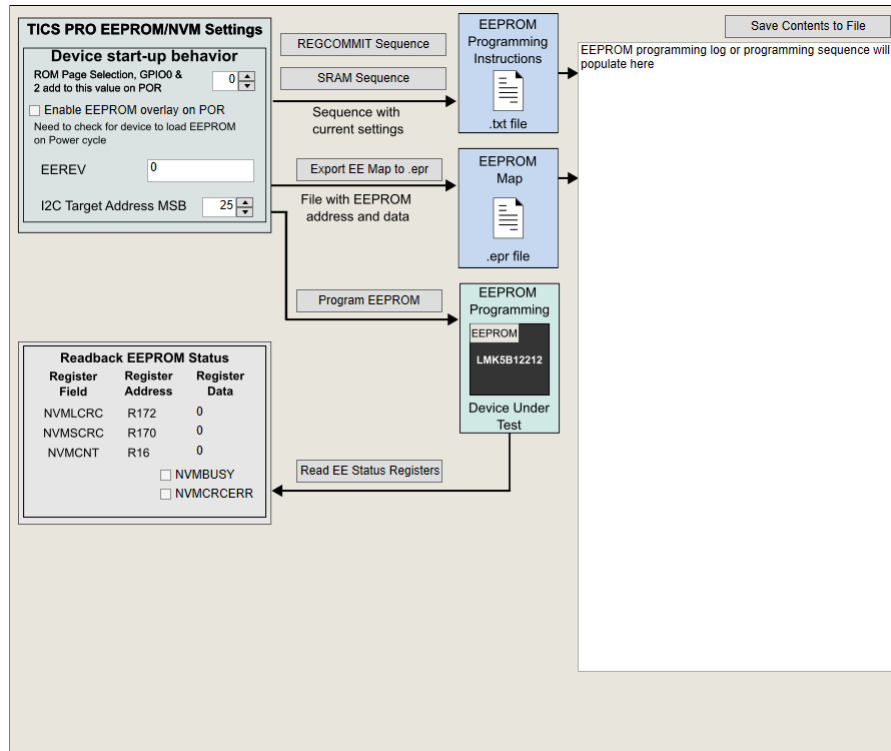 TICS PRO EEPROM/NVM Settings
Device start-up behavior
ROM Page Selection, GPIO0 &
2 add to this value on POR
0
Enable EEPROM overlay on POR
Need to check for device to load EEPROM
on Power cycle
EEREV
0
I2C Target Address MSB
25
REGCOMMIT Sequence
SRAM Sequence
Sequence with
current settings
Export EE Map to .epr
File with EEPROM
address and data
Program EEPROM
EEPROM
Programming
Instructions
.txt file
EEPROM
Map
.epr file
EEPROM
Programming
EEPROM
LMK5B12212
Device Under
Test
Read EE Status Registers
Readback EEPROM Status
Register
Field
Register
Address
Register
Data
NVMLCRC R172 0
NVMSCRC R170 0
NVMCNT R16 0
NVMBUSY
NVMCRCERR
Save Contents to File
EEPROM programming log or programming sequence will
populate here